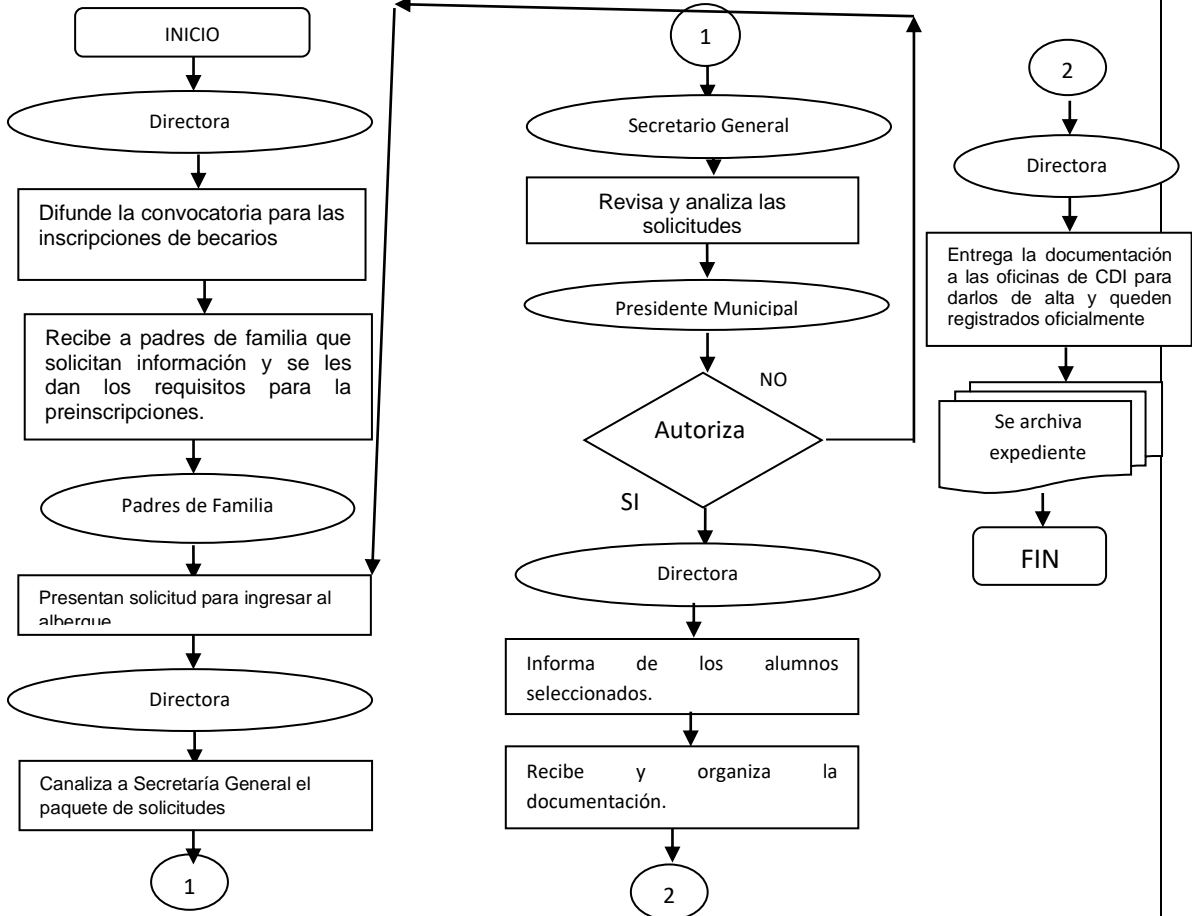 INICIO
Directora
Difunde la convocatoria para las
inscripciones de becarios
Recibe a padres de familia que
solicitan información y se les
dan los requisitos para la
preinscripciones.
Padres de Familia
Presentan solicitud para ingresar al
albergue
Directora
Canaliza a Secretaría General el
paquete de solicitudes
1
1
Secretario General
Revisa y analiza las
solicitudes
Presidente Municipal
NO
Autoriza
SI
Directora
Informa de los alumnos
seleccionados.
Recibe y organiza la
documentación.
2
2
Directora
Entrega la documentación
a las oficinas de CDI para
darlos de alta y queden
registrados oficialmente
Se archiva
expediente
FIN